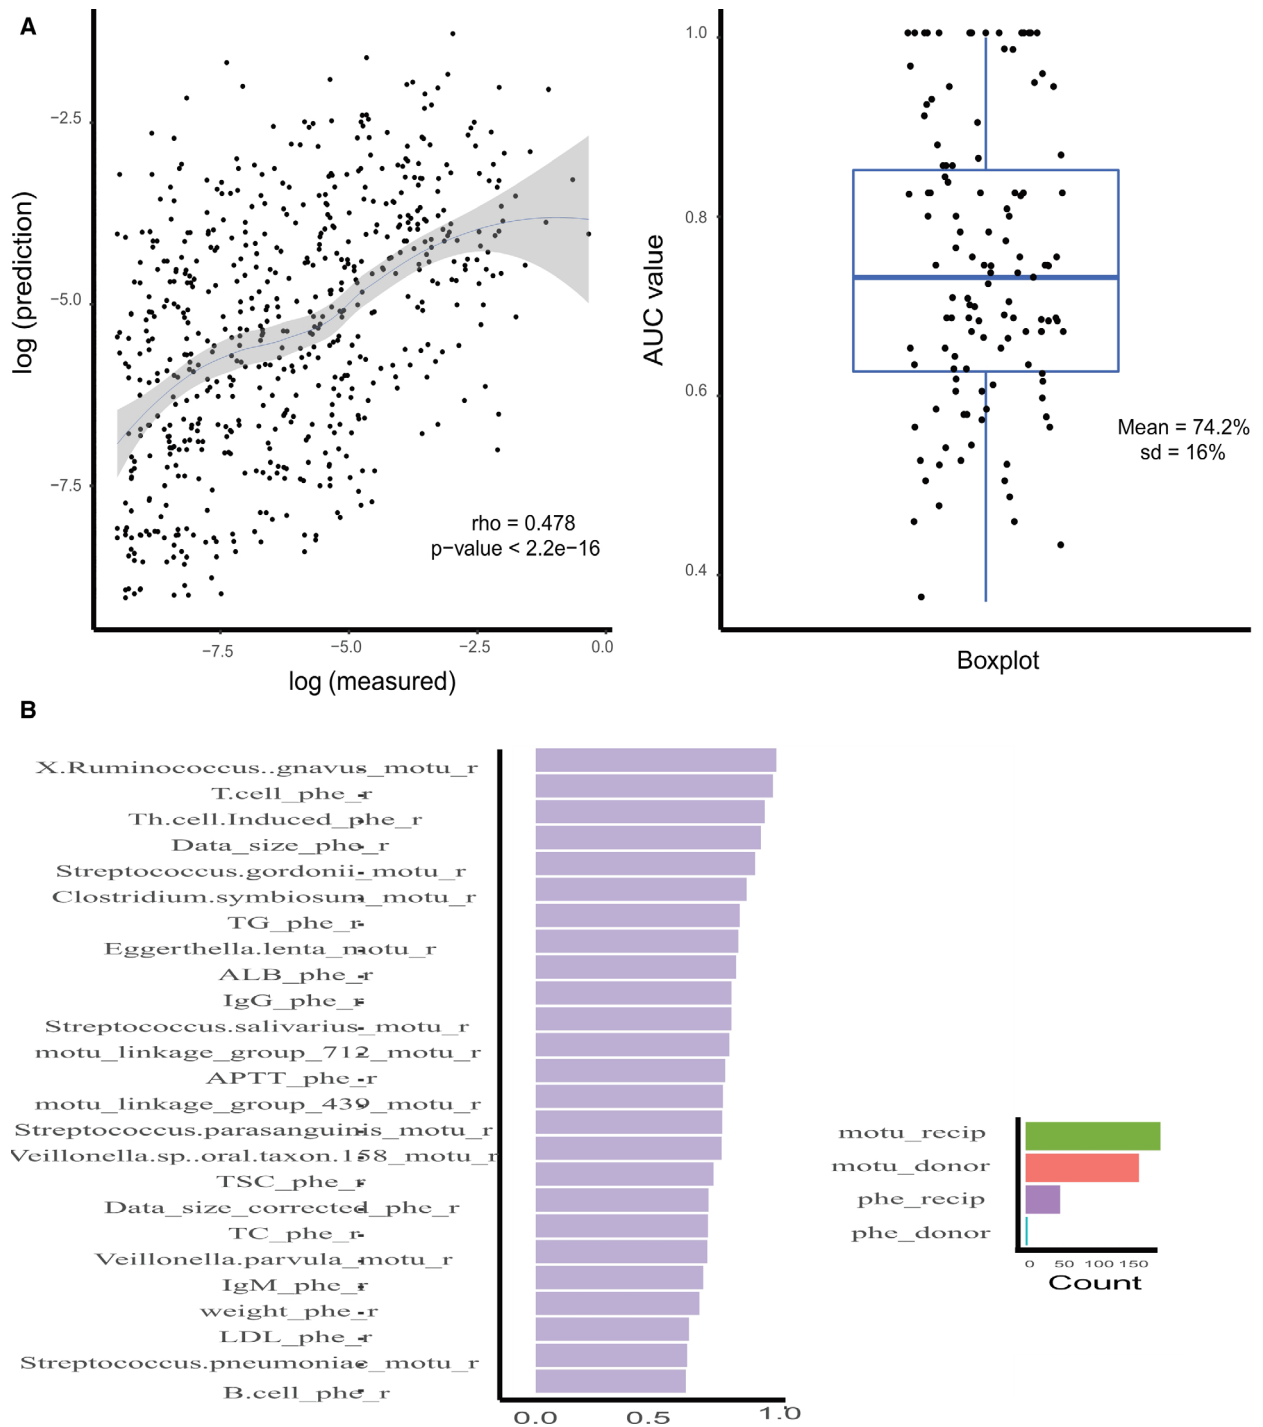 A
log (prediction)
−2.5
−5.0
−7.5
rho = 0.478
p−value < 2.2e−16
−7.5
−5.0
−2.5
0.0
log (measured)
AUC value
1.0
0.8
0.6
0.4
Mean = 74.2%
sd = 16%
Boxplot
B
X.Ruminococcus..gnavus_motu_r
T.cell_phe_r
Th.cell.Induced_phe_r
Data_size_phe_r
Streptococcus.gordonii_motu_r
Clostridium.symbiosum_motu_r
TG_phe_r
Eggerthella.lenta_motu_r
ALB_phe_r
IgG_phe_r
Streptococcus.salivarius_motu_r
motu_linkage_group_712_motu_r
APTT_phe_r
motu_linkage_group_439_motu_r
Streptococcus.parasanguinis_motu_r
Veillonella.sp..oral.taxon.158_motu_r
TSC_phe_r
Data_size_corrected_phe_r
TC_phe_r
Veillonella.parvula_motu_r
IgM_phe_r
weight_phe_r
LDL_phe_r
Streptococcus.pneumoniae_motu_r
B.cell_phe_r
0.0
0.5
1.0
motu_recip
motu_donor
phe_recip
phe_donor
0
50
100
150
Count